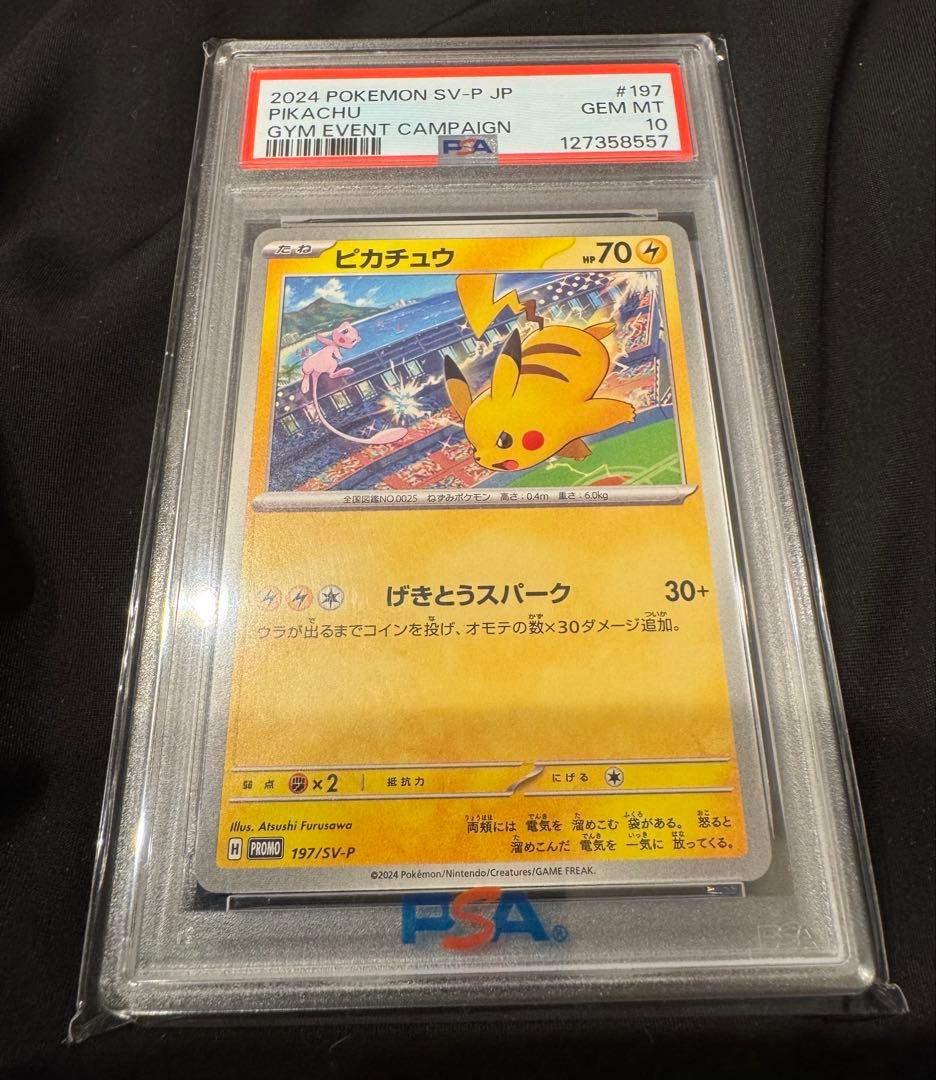 2024 POKEMON SV-P JP #197
PIKACHU GEM MT
GYM EVENT CAMPAIGN 10
PSA 127358557
たね ピカチュウ HP70
全国図鑑NO.0025 ねずみポケモン 高さ:0.4m 重さ:6.0kg
げきとうスパーク 30+
ウラが出るまでコインを投げ、オモテの数×30ダメージ追加。
弱点 ×2 抵抗力 にげる
Illus. Atsushi Furusawa
両頬には 電気を 溜めこむ 袋がある。 怒ると
溜めこんだ 電気を 一気に 放ってくる。
H PROMO 197/SV-P
©2024 Pokémon/Nintendo/Creatures/GAME FREAK.
PSA®
PSA